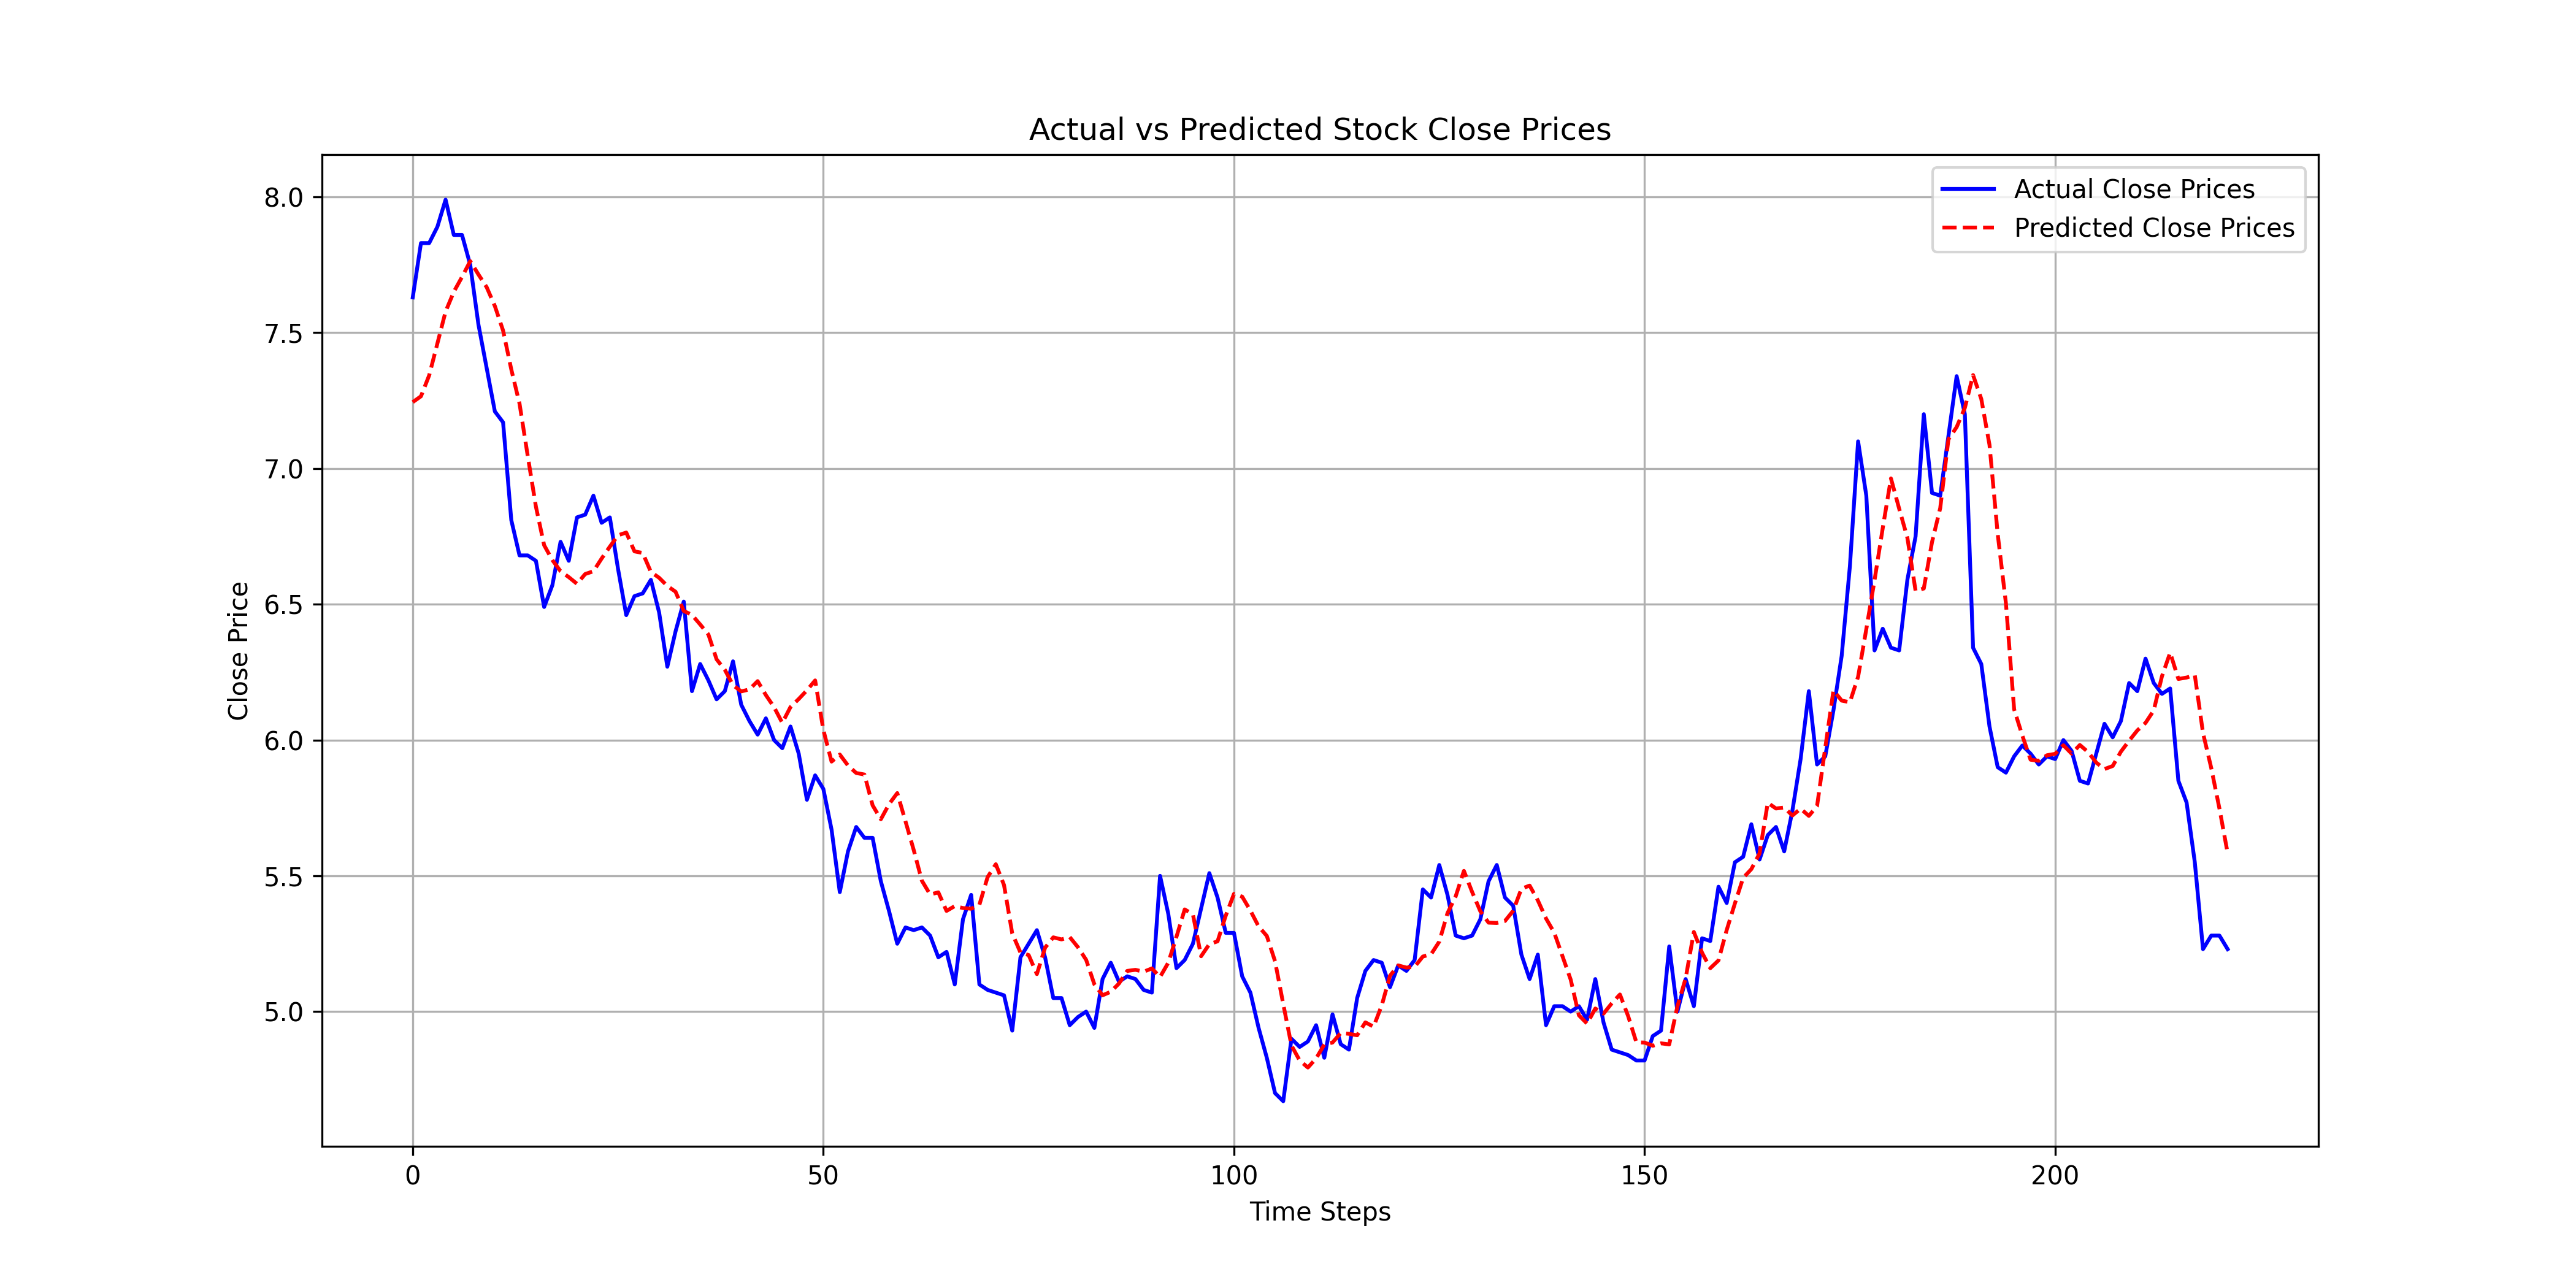 Actual vs Predicted Stock Close Prices
Actual Close Prices
Predicted Close Prices
Close Price
8.0
7.5
7.0
6.5
6.0
5.5
5.0
0 50 100 150 200
Time Steps